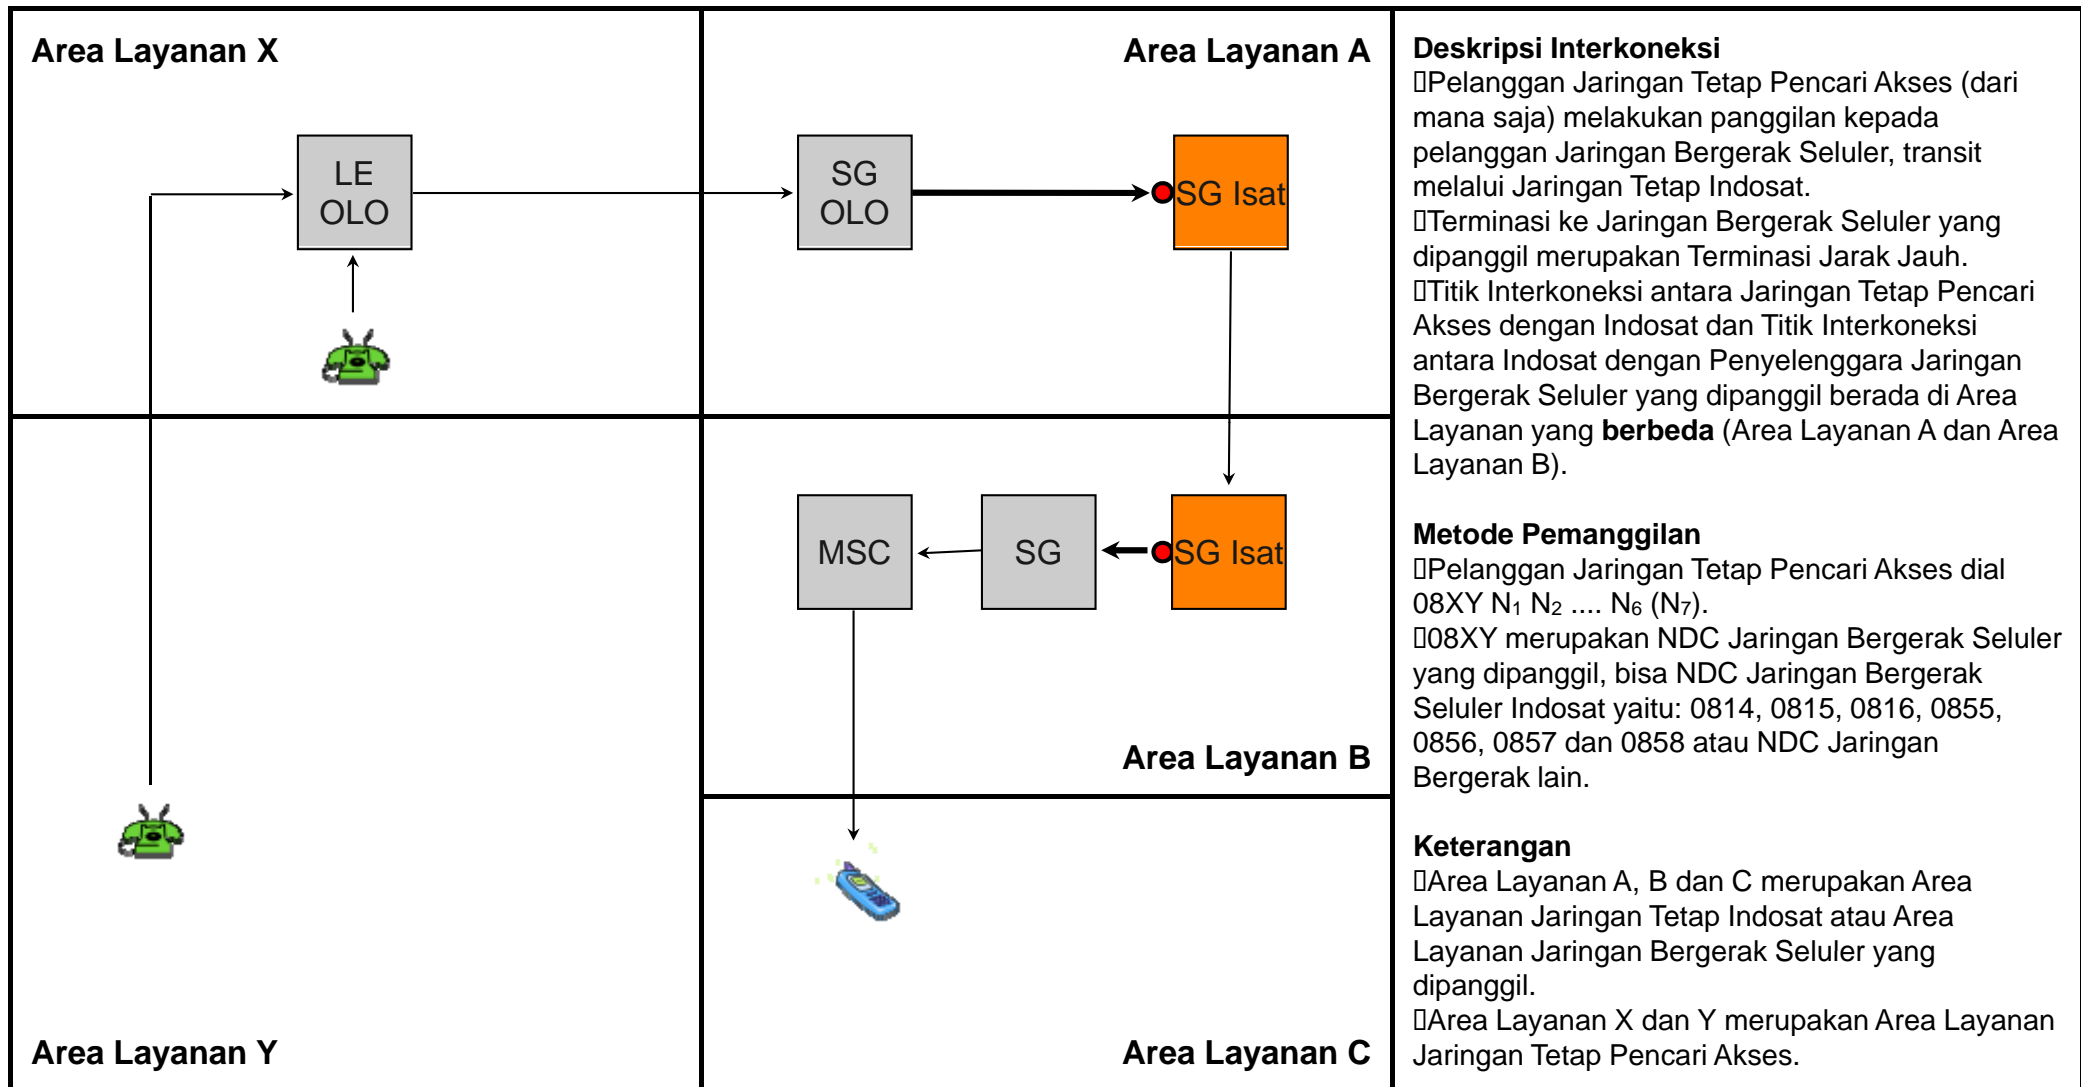 Area Layanan X
Area Layanan A
LE
OLO
SG
OLO
SG Isat
MSC
SG
SG Isat
Area Layanan B
Area Layanan Y
Area Layanan C
Deskripsi Interkoneksi
▯Pelanggan Jaringan Tetap Pencari Akses (dari
mana saja) melakukan panggilan kepada
pelanggan Jaringan Bergerak Seluler, transit
melalui Jaringan Tetap Indosat.
▯Terminasi ke Jaringan Bergerak Seluler yang
dipanggil merupakan Terminasi Jarak Jauh.
▯Titik Interkoneksi antara Jaringan Tetap Pencari
Akses dengan Indosat dan Titik Interkoneksi
antara Indosat dengan Penyelenggara Jaringan
Bergerak Seluler yang dipanggil berada di Area
Layanan yang berbeda (Area Layanan A dan Area
Layanan B).
Metode Pemanggilan
▯Pelanggan Jaringan Tetap Pencari Akses dial
08XY N₁ N₂ .... N₆ (N₇).
▯08XY merupakan NDC Jaringan Bergerak Seluler
yang dipanggil, bisa NDC Jaringan Bergerak
Seluler Indosat yaitu: 0814, 0815, 0816, 0855,
0856, 0857 dan 0858 atau NDC Jaringan
Bergerak lain.
Keterangan
▯Area Layanan A, B dan C merupakan Area
Layanan Jaringan Tetap Indosat atau Area
Layanan Jaringan Bergerak Seluler yang
dipanggil.
▯Area Layanan X dan Y merupakan Area Layanan
Jaringan Tetap Pencari Akses.